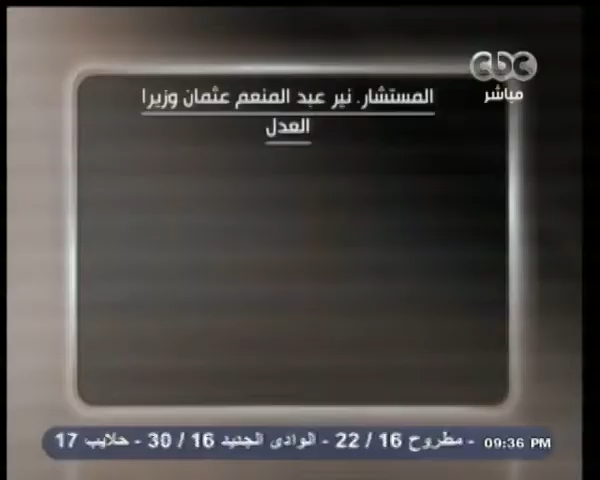 cbc
مباشر
المستشار. نير عبد المنعم عثمان وزيرا
العدل
09:36 PM - مطروح 16 / 22 - الوادى الجديد 16 / 30 - حلايب 17